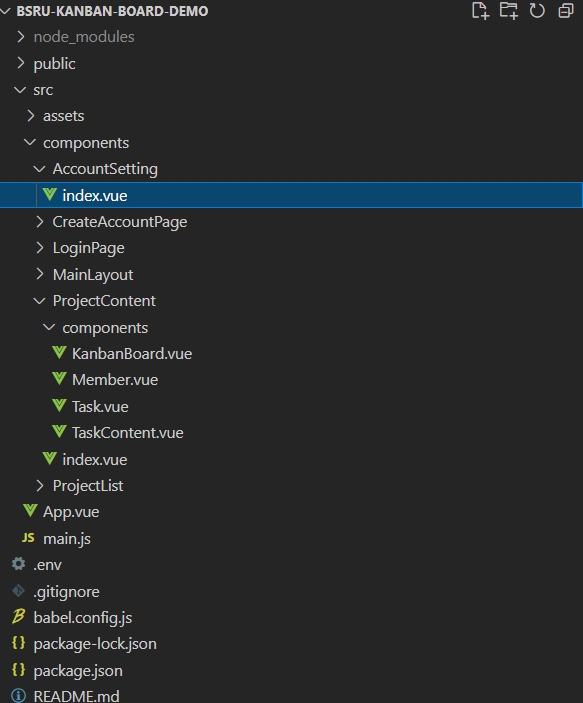 BSRU-KANBAN-BOARD-DEMO
node_modules
public
src
assets
components
AccountSetting
index.vue
CreateAccountPage
LoginPage
MainLayout
ProjectContent
components
KanbanBoard.vue
Member.vue
Task.vue
TaskContent.vue
index.vue
ProjectList
App.vue
JS main.js
.env
.gitignore
babel.config.js
{} package-lock.json
{} package.json
README.md